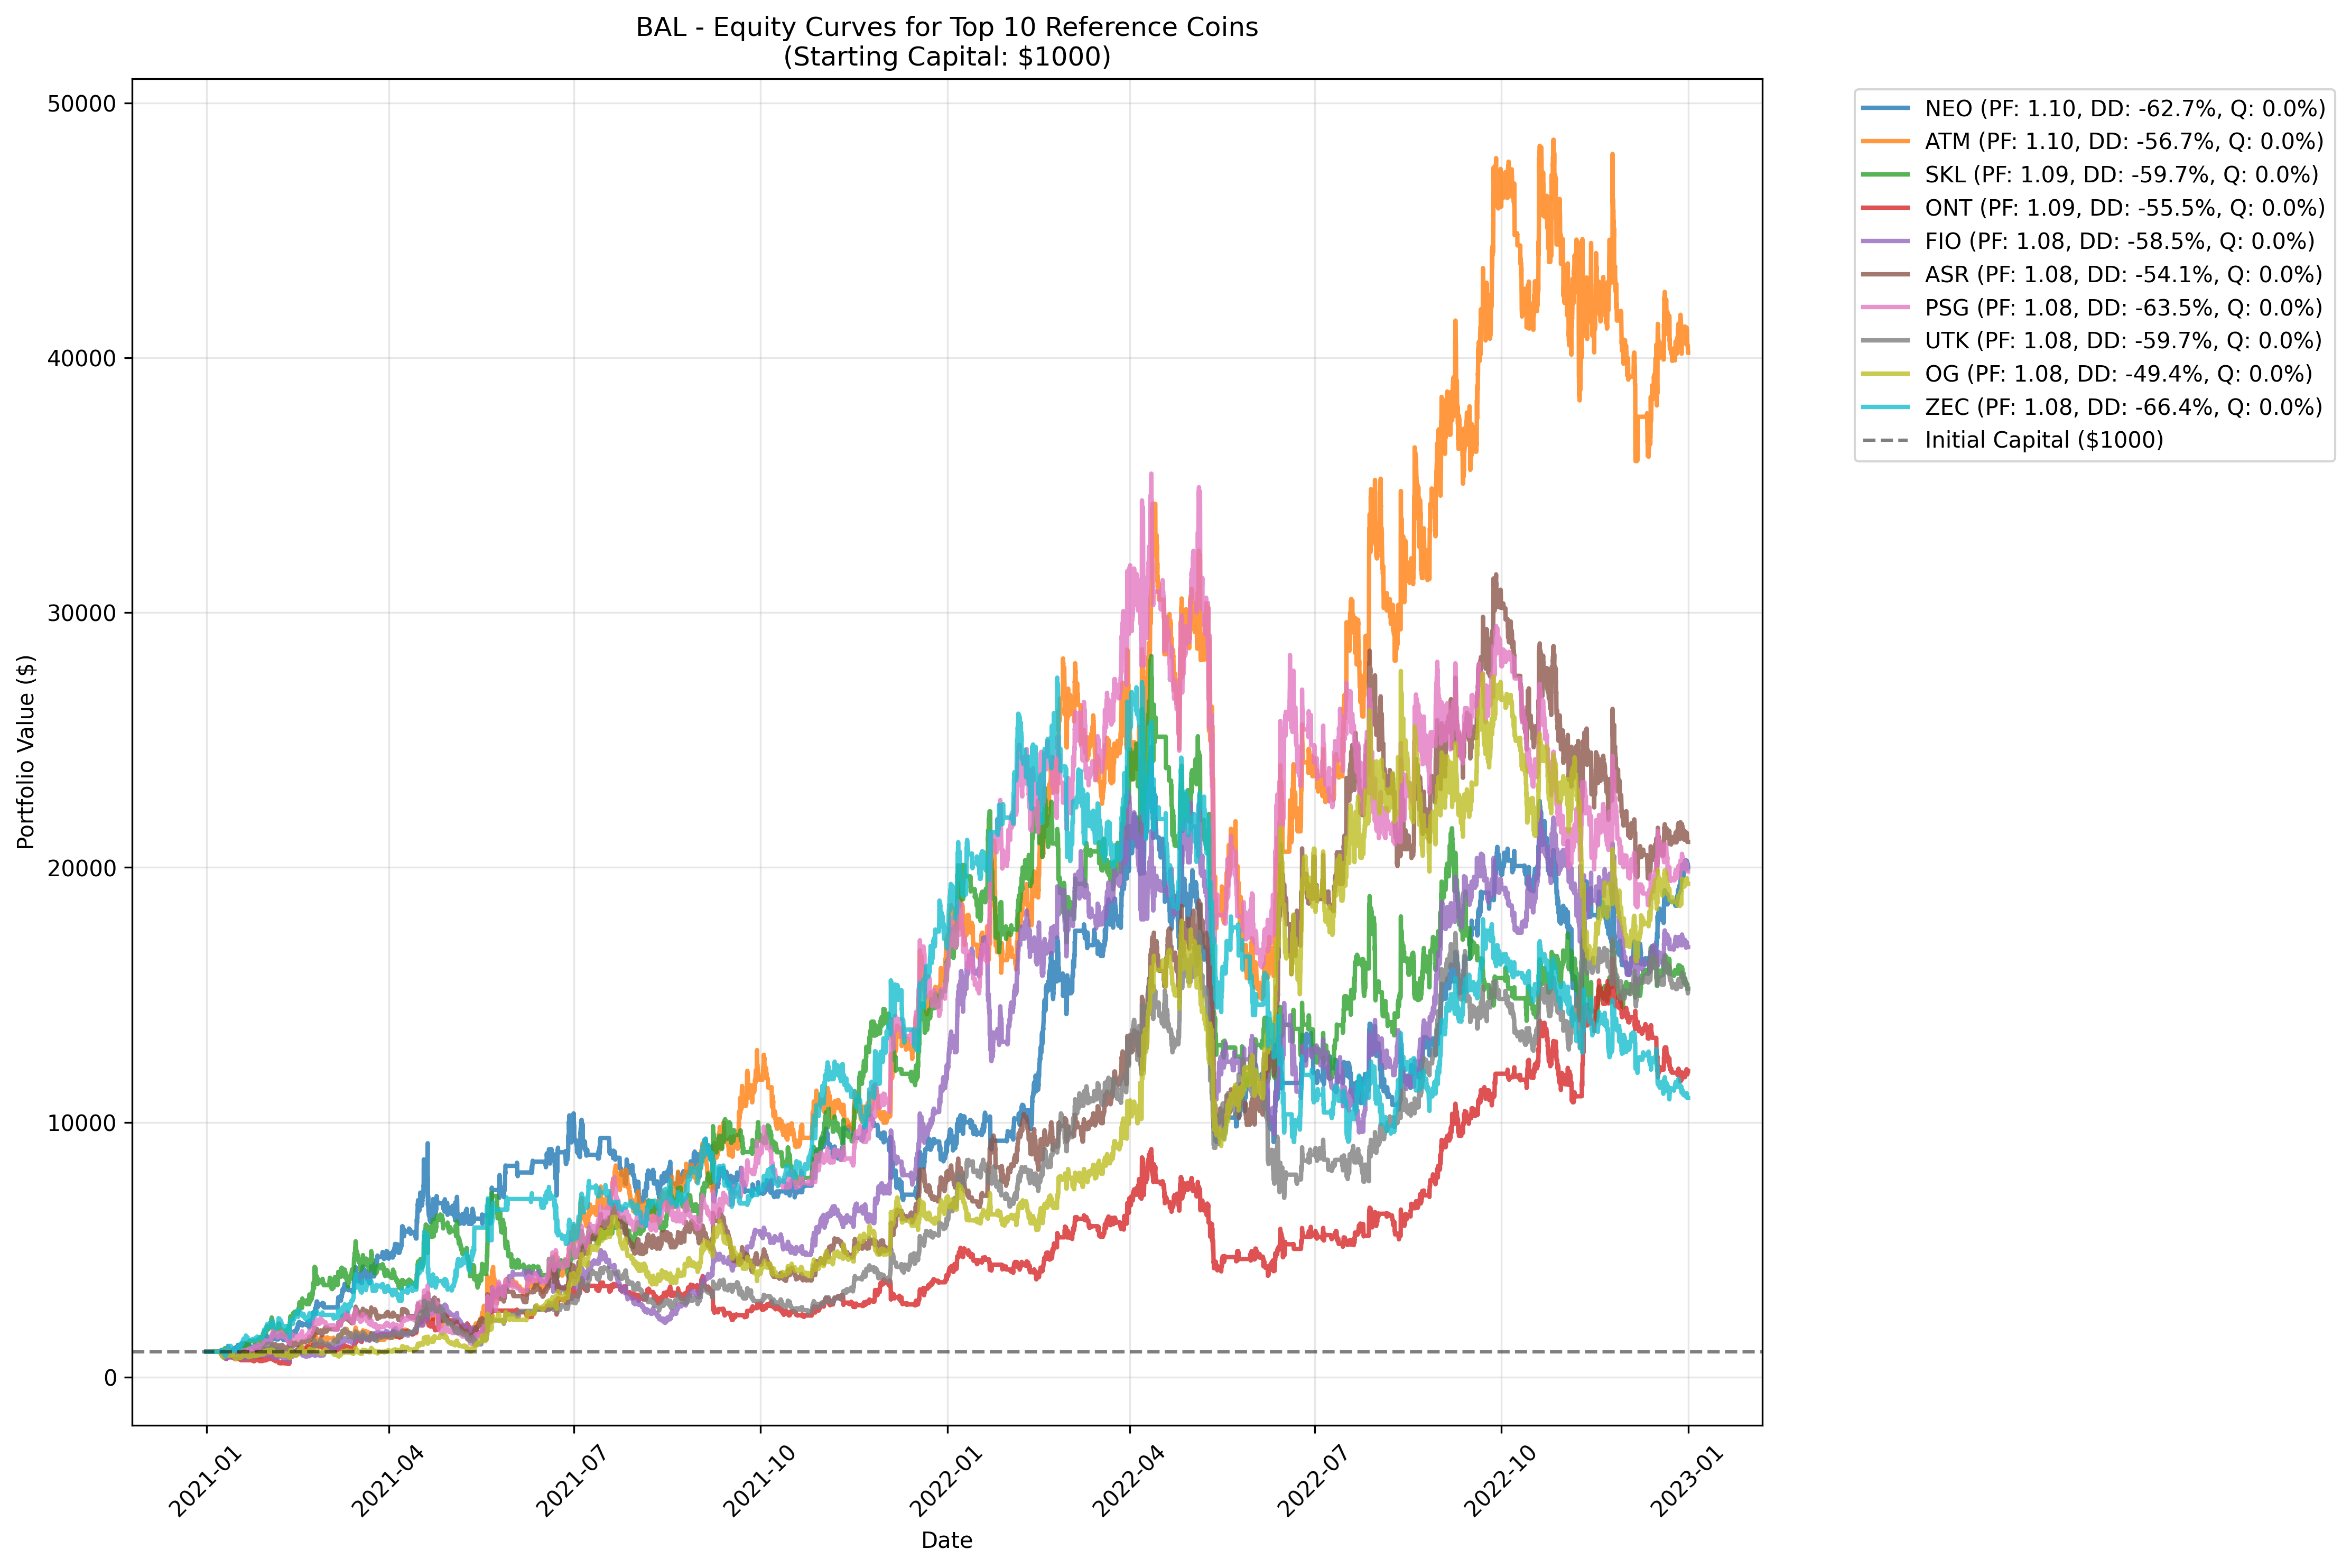 BAL - Equity Curves for Top 10 Reference Coins
(Starting Capital: $1000)
50000
40000
30000
20000
10000
0
Portfolio Value ($)
2021-01
2021-04
2021-07
2021-10
2022-01
2022-04
2022-07
2022-10
2023-01
Date
NEO (PF: 1.10, DD: -62.7%, Q: 0.0%)
ATM (PF: 1.10, DD: -56.7%, Q: 0.0%)
SKL (PF: 1.09, DD: -59.7%, Q: 0.0%)
ONT (PF: 1.09, DD: -55.5%, Q: 0.0%)
FIO (PF: 1.08, DD: -58.5%, Q: 0.0%)
ASR (PF: 1.08, DD: -54.1%, Q: 0.0%)
PSG (PF: 1.08, DD: -63.5%, Q: 0.0%)
UTK (PF: 1.08, DD: -59.7%, Q: 0.0%)
OG (PF: 1.08, DD: -49.4%, Q: 0.0%)
ZEC (PF: 1.08, DD: -66.4%, Q: 0.0%)
Initial Capital ($1000)